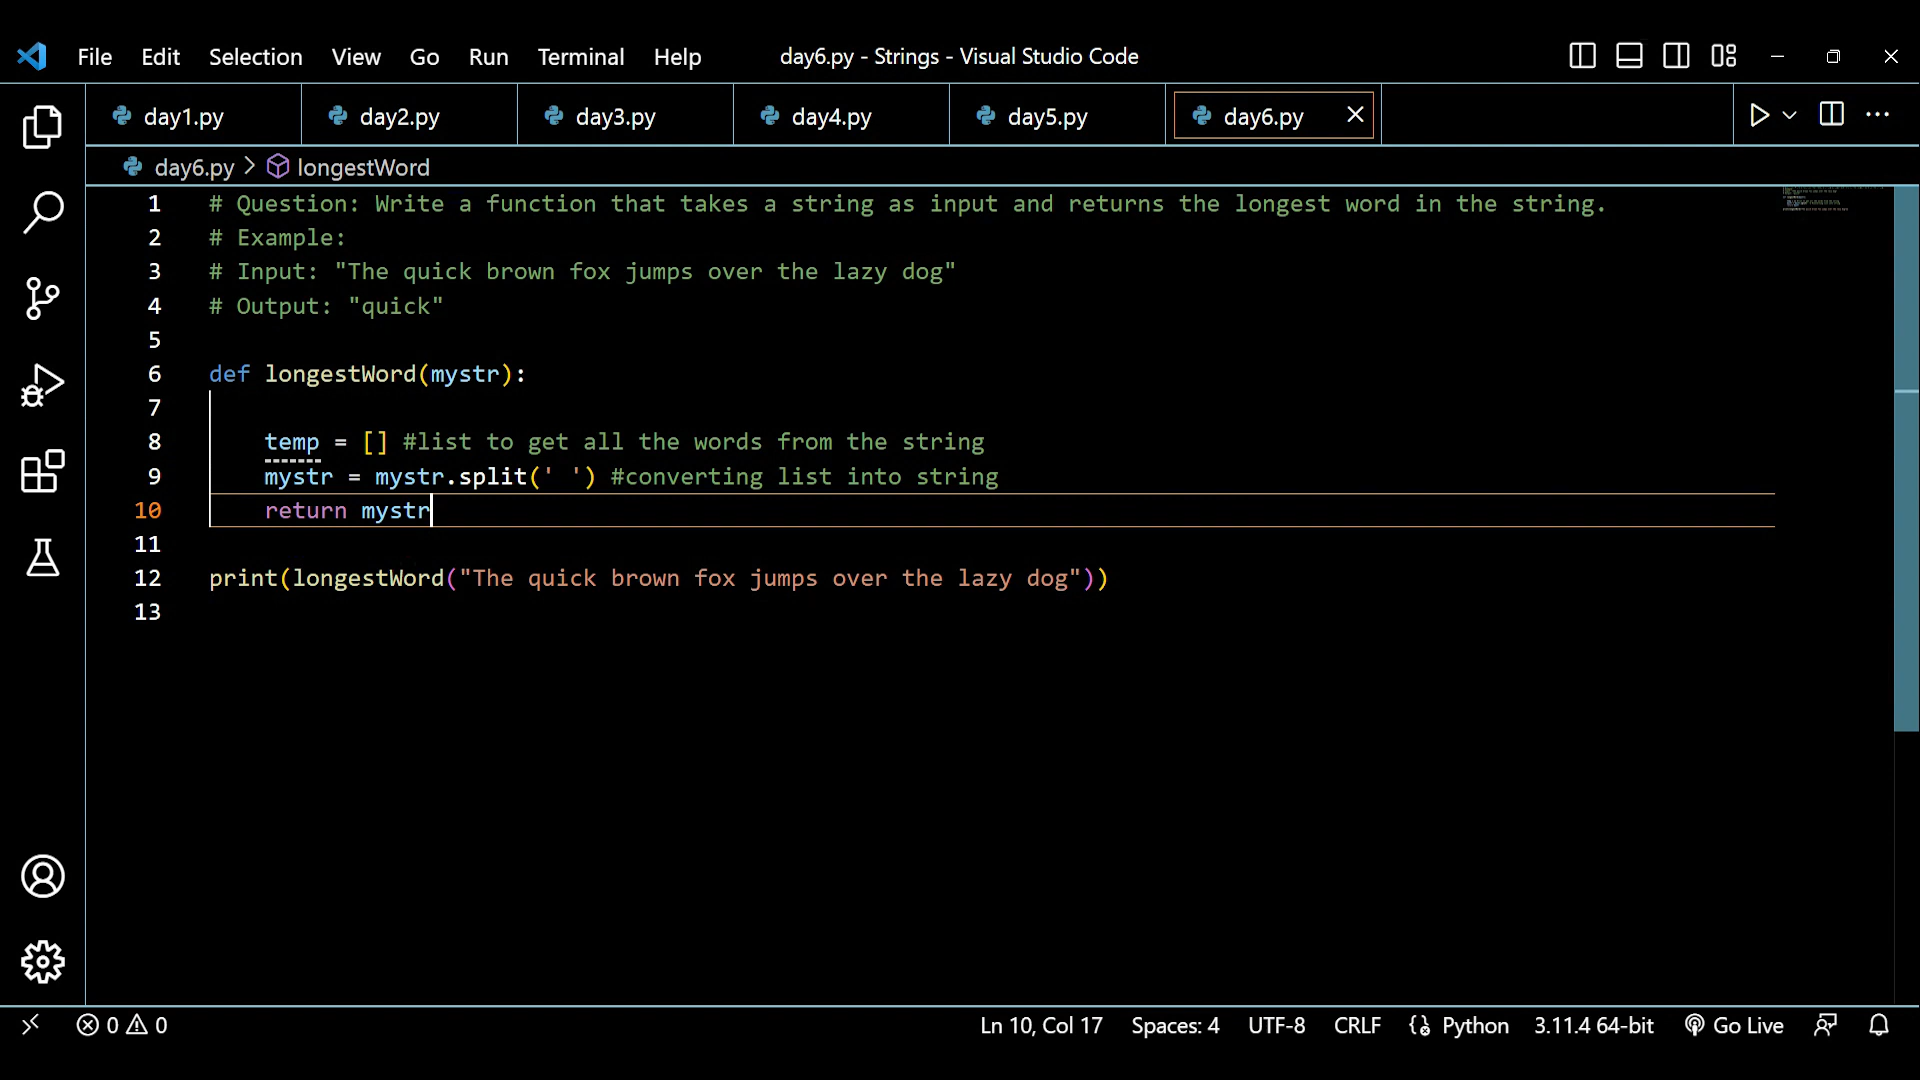 File Edit Selection View Go Run Terminal Help day6.py - Strings - Visual Studio Code
day1.py day2.py day3.py day4.py day5.py day6.py
day6.py > longestWord
1 # Question: Write a function that takes a string as input and returns the longest word in the string.
2 # Example:
3 # Input: "The quick brown fox jumps over the lazy dog"
4 # Output: "quick"
5
6 def longestWord(mystr):
7
8 temp = [] #list to get all the words from the string
9 mystr = mystr.split(' ') #converting list into string
10 return mystr
11
12 print(longestWord("The quick brown fox jumps over the lazy dog"))
13
0 0 Ln 10, Col 17 Spaces: 4 UTF-8 CRLF Python 3.11.4 64-bit Go Live